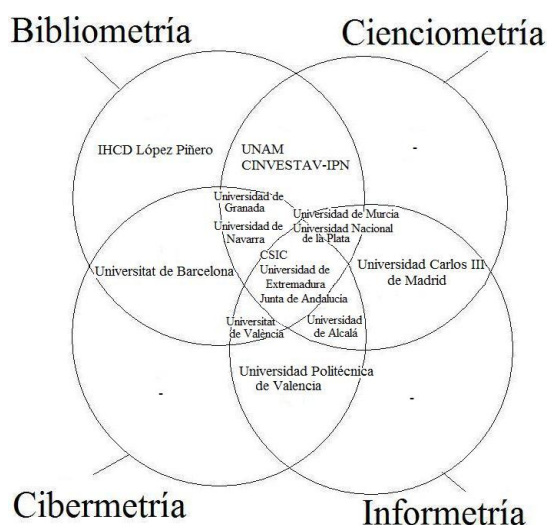 Bibliometría
Cienciometría
IHCD López Piñero
UNAM
CINVESTAV-IPN
-
Universidad de
Granada
Universidad de Murcia
Universidad de
Navarra
Universidad Nacional
de la Plata
CSIC
Universitat de Barcelona
Universidad de
Extremadura
Junta de Andalucia
Universidad Carlos III
de Madrid
Universitat
de València
Universidad
de Alcalá
Universidad Politécnica
de Valencia
-
-
Cibermetría
Informetría